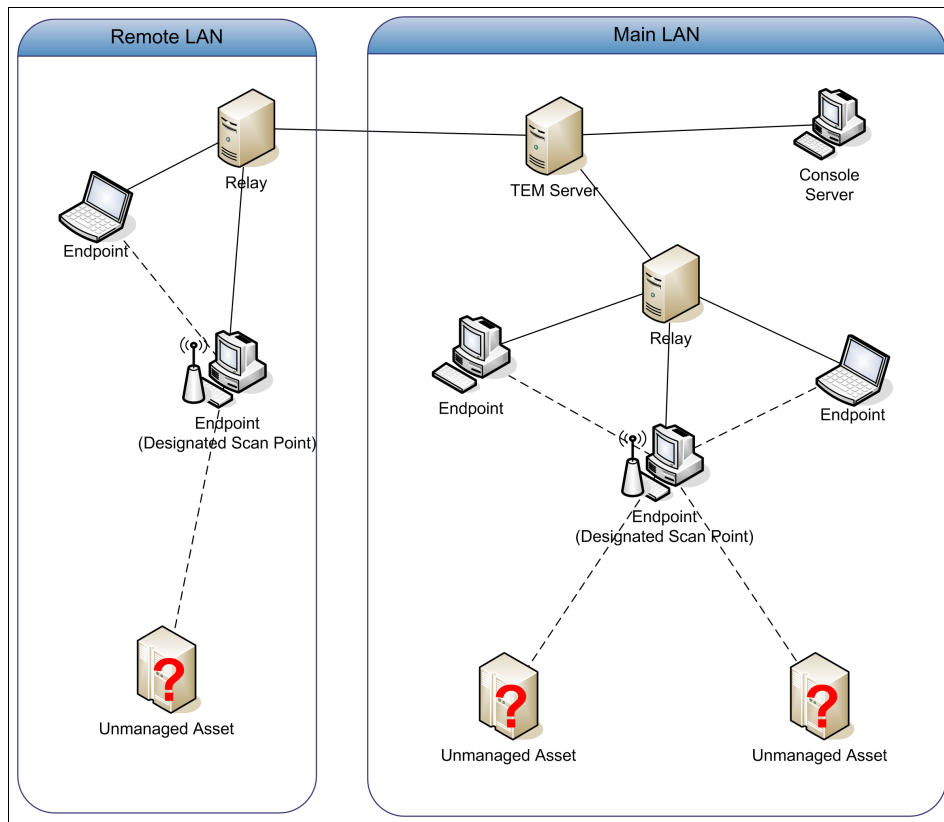 Remote LAN
Relay
Endpoint
Endpoint
(Designated Scan Point)
?
Unmanaged Asset
Main LAN
TEM Server
Console
Server
Relay
Endpoint
Endpoint
Endpoint
(Designated Scan Point)
?
Unmanaged Asset
?
Unmanaged Asset